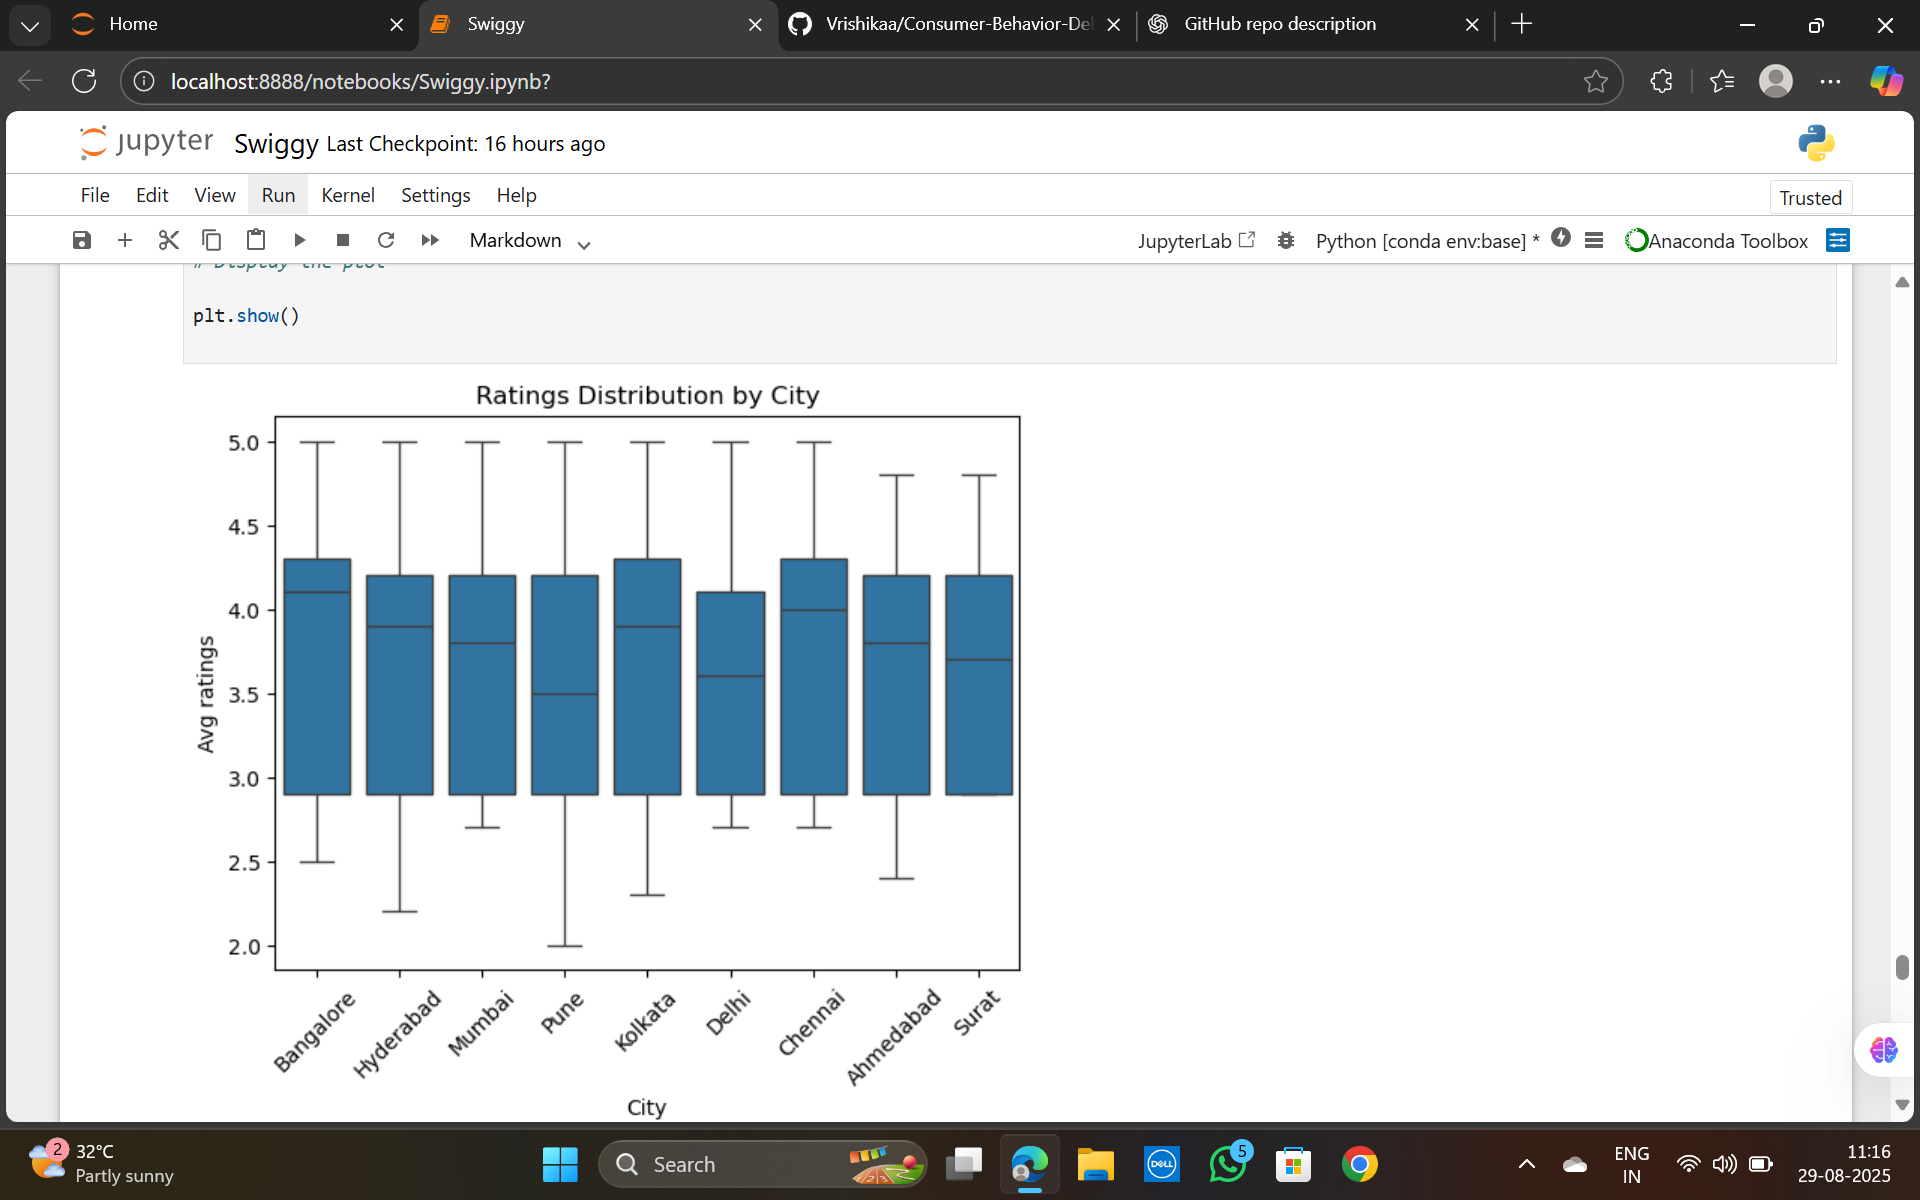 Home
Swiggy
Vrishikaa/Consumer-Behavior-De
GitHub repo description
localhost:8888/notebooks/Swiggy.ipynb?
jupyter Swiggy Last Checkpoint: 16 hours ago
File Edit View Run Kernel Settings Help
Trusted
Markdown
JupyterLab
Python [conda env:base] *
Anaconda Toolbox
# Display the plot
plt.show()
Ratings Distribution by City
5.0
4.5
4.0
3.5
3.0
2.5
2.0
Avg ratings
Bangalore
Hyderabad
Mumbai
Pune
Kolkata
Delhi
Chennai
Ahmedabad
Surat
City
2
32°C
Partly sunny
Search
DELL
5
ENG
IN
11:16
29-08-2025